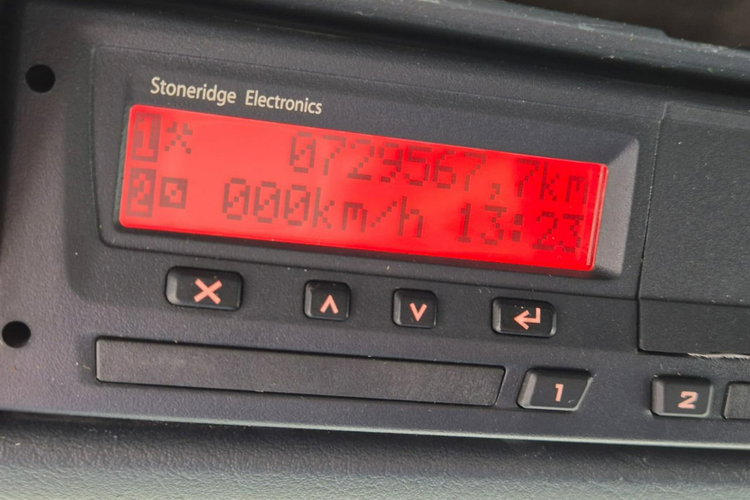 Stoneridge Electronics
1 0729567,7km
2 000km/h 13:23
1
2